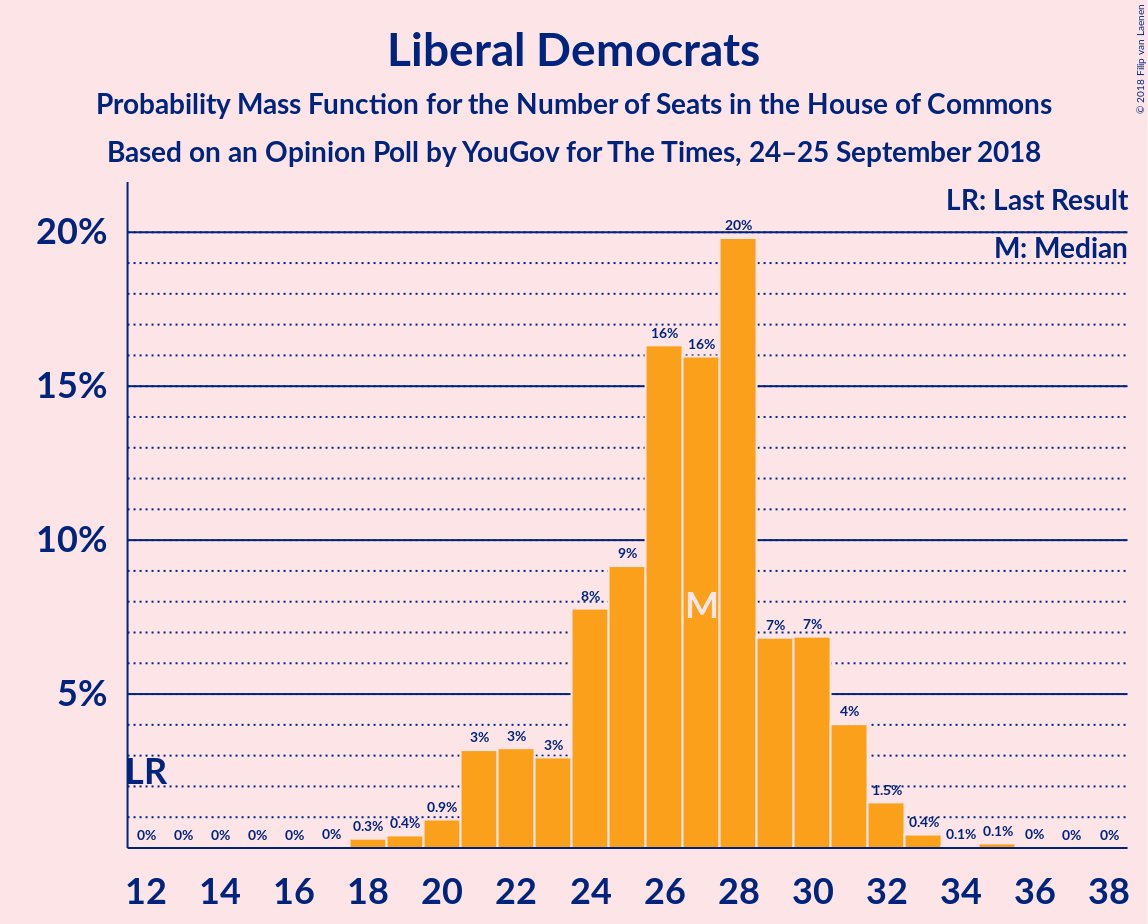 Liberal Democrats
Probability Mass Function for the Number of Seats in the House of Commons
Based on an Opinion Poll by YouGov for The Times, 24–25 September 2018
© 2018 Filip van Laenen
LR: Last Result
M: Median
20%
15%
10%
5%
LR
M
0% 0% 0% 0% 0% 0% 0.3% 0.4% 0.9% 3% 3% 3% 8% 9% 16% 16% 20% 7% 7% 4% 1.5% 0.4% 0.1% 0.1% 0% 0% 0%
12 14 16 18 20 22 24 26 28 30 32 34 36 38